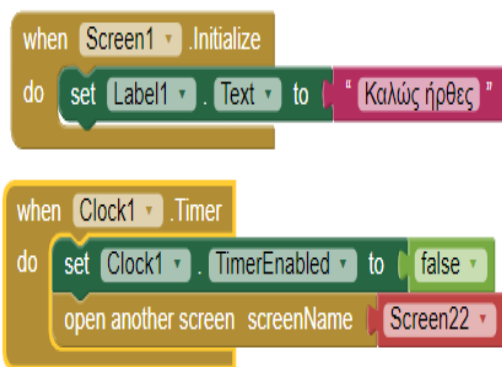 when Screen1 .Initialize
do set Label1 . Text to " Καλώς ήρθες "
when Clock1 .Timer
do set Clock1 . TimerEnabled to false
open another screen screenName Screen22